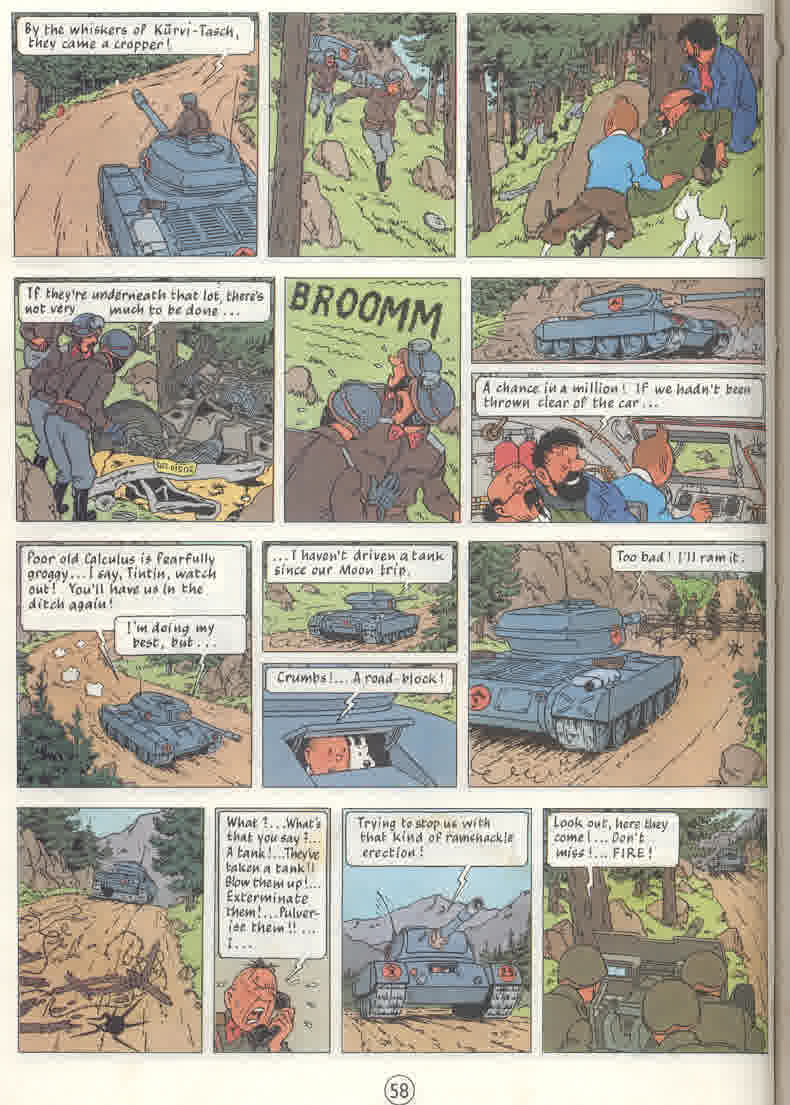 By the whiskers of Kürvi-Tasch,
they came a cropper!
If they're underneath that lot, there's
not very much to be done ...
BROOMM
A chance in a million! If we hadn't been
thrown clear of the car...
Poor old Calculus is fearfully
groggy... I say, Tintin, watch
out! You'll have us in the
ditch again!
I'm doing my
best, but...
...I haven't driven a tank
since our Moon trip.
Crumbs!... A road-block!
Too bad! I'll ram it.
What?...What's
that you say?...
A tank!...They've
taken a tank!!
Blow them up!...
Exterminate
them!...Pulver-
ise them!!...
I...
Trying to stop us with
that kind of ramshackle
erection!
Look out, here they
come!... Don't
miss!... FIRE!
58